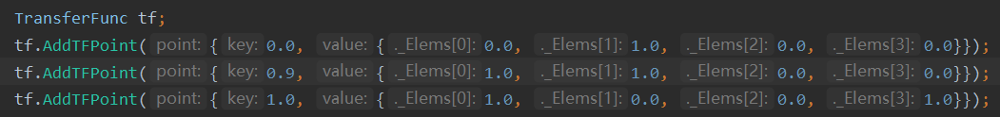 TransferFunc tf;
tf.AddTFPoint( point: { key: 0.0, value: { ._Elems[0]: 0.0, ._Elems[1]: 1.0, ._Elems[2]: 0.0, ._Elems[3]: 0.0}});
tf.AddTFPoint( point: { key: 0.9, value: { ._Elems[0]: 1.0, ._Elems[1]: 1.0, ._Elems[2]: 0.0, ._Elems[3]: 0.0}});
tf.AddTFPoint( point: { key: 1.0, value: { ._Elems[0]: 1.0, ._Elems[1]: 0.0, ._Elems[2]: 0.0, ._Elems[3]: 1.0}});